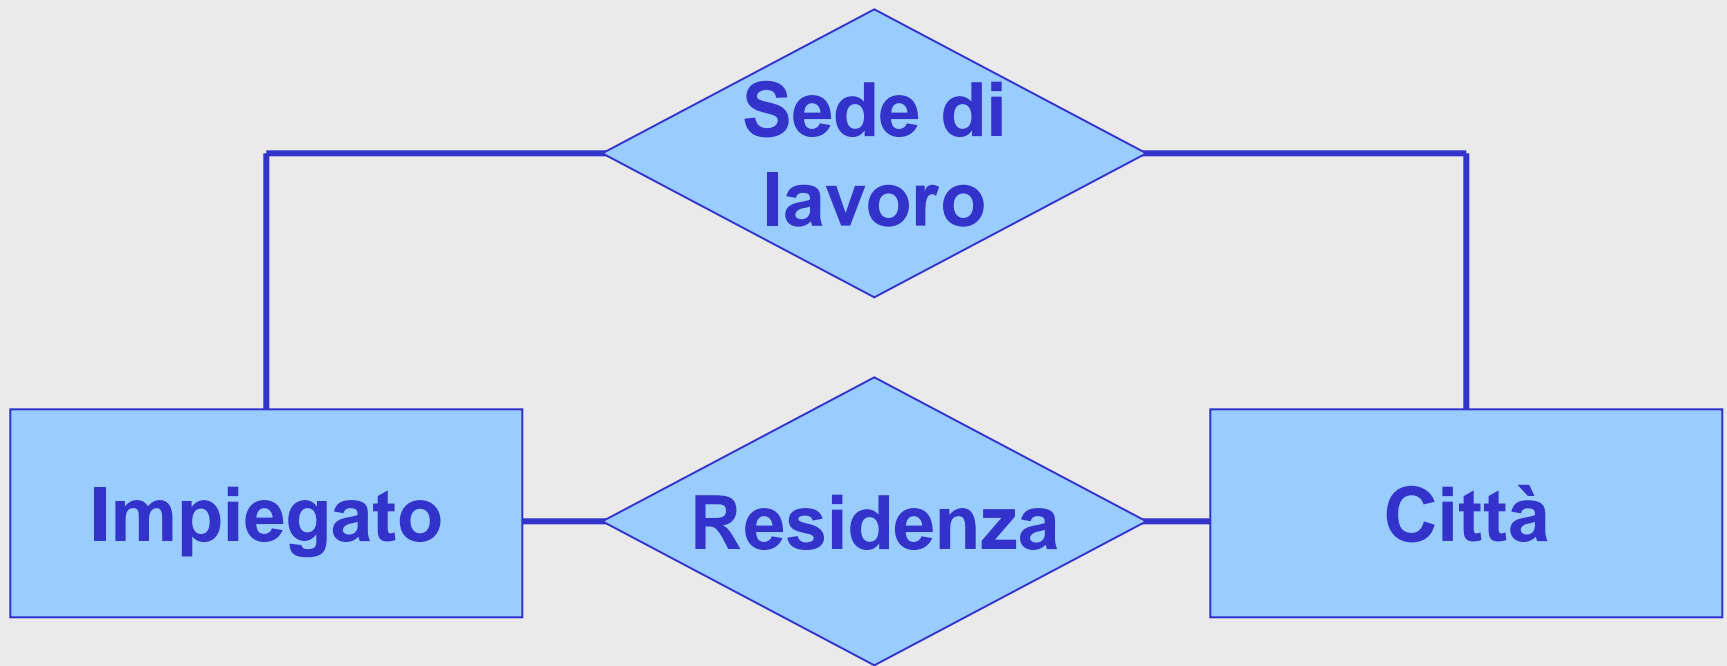 Sede di
lavoro
Impiegato
Residenza
Città